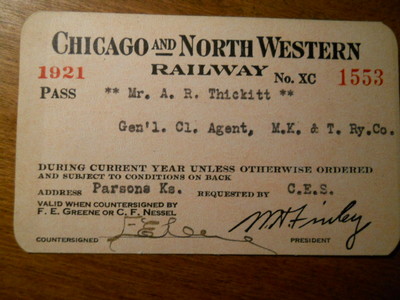 CHICAGO AND NORTH WESTERN
1921 RAILWAY No. XC 1553
PASS ** Mr. A. R. Thickitt **
Gen'l. Cl. Agent, M.K. & T. Ry.Co.
DURING CURRENT YEAR UNLESS OTHERWISE ORDERED
AND SUBJECT TO CONDITIONS ON BACK
ADDRESS Parsons Ks. REQUESTED BY C.E.S.
VALID WHEN COUNTERSIGNED BY
F. E. GREENE OR C. F. NESSEL
W H Finley
COUNTERSIGNED PRESIDENT